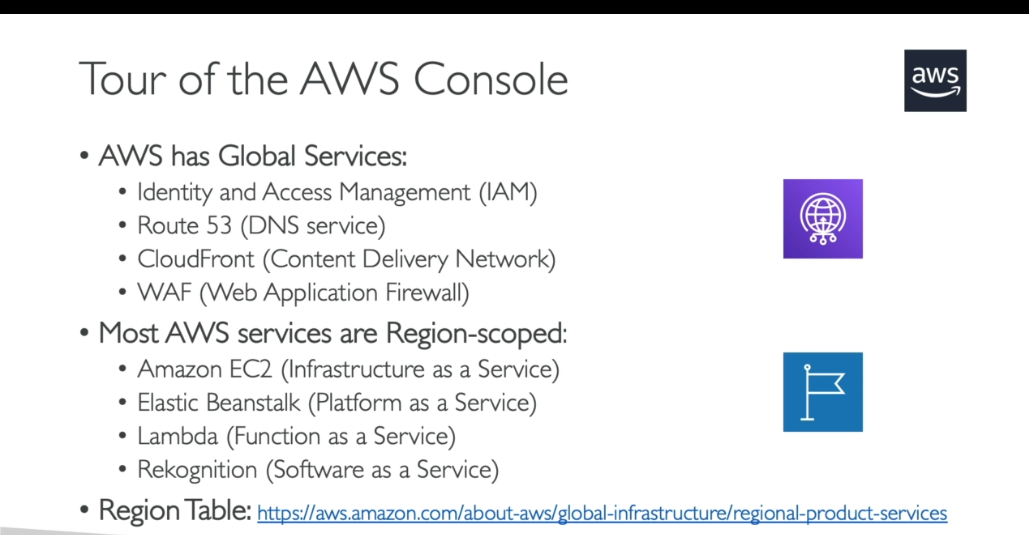 Tour of the AWS Console
aws
• AWS has Global Services:
• Identity and Access Management (IAM)
• Route 53 (DNS service)
• CloudFront (Content Delivery Network)
• WAF (Web Application Firewall)
• Most AWS services are Region-scoped:
• Amazon EC2 (Infrastructure as a Service)
• Elastic Beanstalk (Platform as a Service)
• Lambda (Function as a Service)
• Rekognition (Software as a Service)
• Region Table: https://aws.amazon.com/about-aws/global-infrastructure/regional-product-services